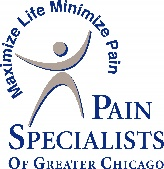 Maximize Life Minimize Pain
PAIN
SPECIALISTS
OF GREATER CHICAGO